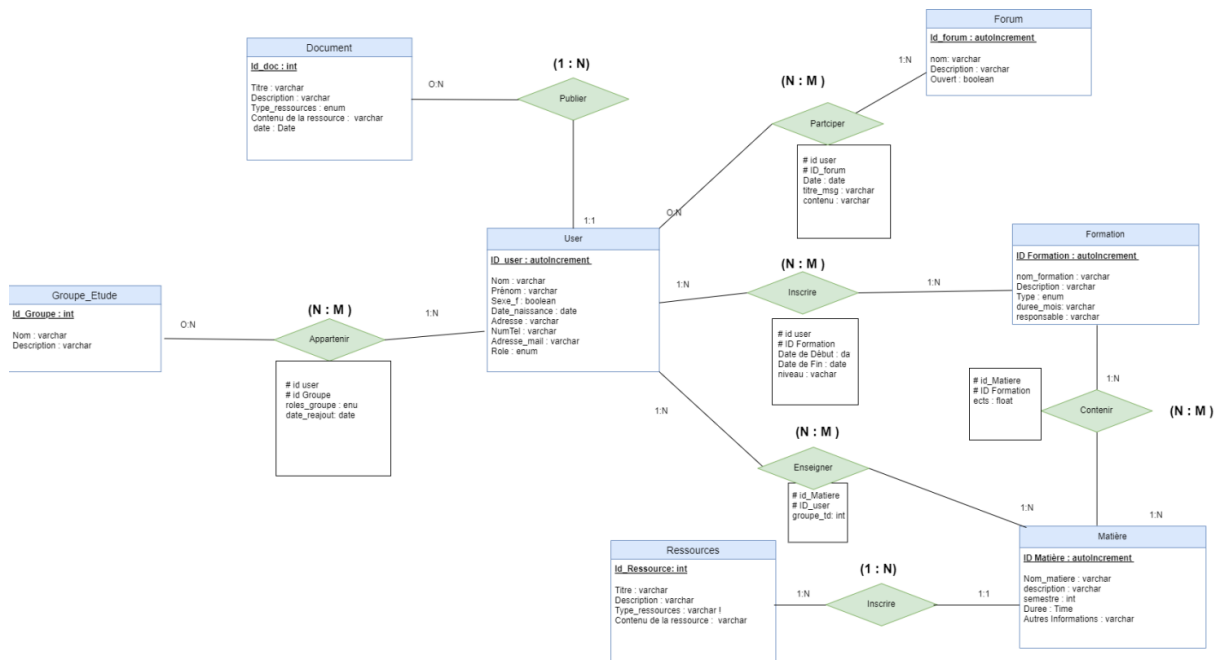 Document
Id_doc : int
Titre : varchar
Description : varchar
Type_ressources : enum
Contenu de la ressource : varchar
date : Date
O:N
(1 : N)
Publier
1:1
(N : M )
Partciper
# id user
# ID_forum
Date : date
titre_msg : varchar
contenu : varchar
O:N
1:N
Forum
Id_forum : autoIncrement
nom: varchar
Description : varchar
Ouvert : boolean
User
ID_user : autoIncrement
Nom : varchar
Prènom : varchar
Sexe_f : boolean
Date_naissance : date
Adresse : varchar
NumTel : varchar
Adresse_mail : varchar
Role : enum
Groupe_Etude
Id_Groupe : int
Nom : varchar
Description : varchar
O:N
(N : M )
Appartenir
1:N
# id user
# id Groupe
roles_groupe : enu
date_reajout: date
1:N
(N : M )
Inscrire
1:N
# id user
# ID Formation
Date de Dèbut : da
Date de Fin : date
niveau : vachar
Formation
ID Formation : autoIncrement
nom_formation : varchar
Description : varchar
Type : enum
duree_mois: varchar
responsable : varchar
1:N
# id_Matiere
# ID Formation
ects : float
Contenir
(N : M )
1:N
1:N
(N : M )
Enseigner
# id_Matiere
# ID_user
groupe_td: int
1:N
Ressources
Id_Ressource: int
Titre : varchar
Description : varchar
Type_ressources : varchar !
Contenu de la ressource : varchar
1:N
(1 : N)
Inscrire
1:1
Matière
ID Matière : autoIncrement
Nom_matiere : varchar
description : varchar
semestre : int
Duree : Time
Autres Informations : varchar